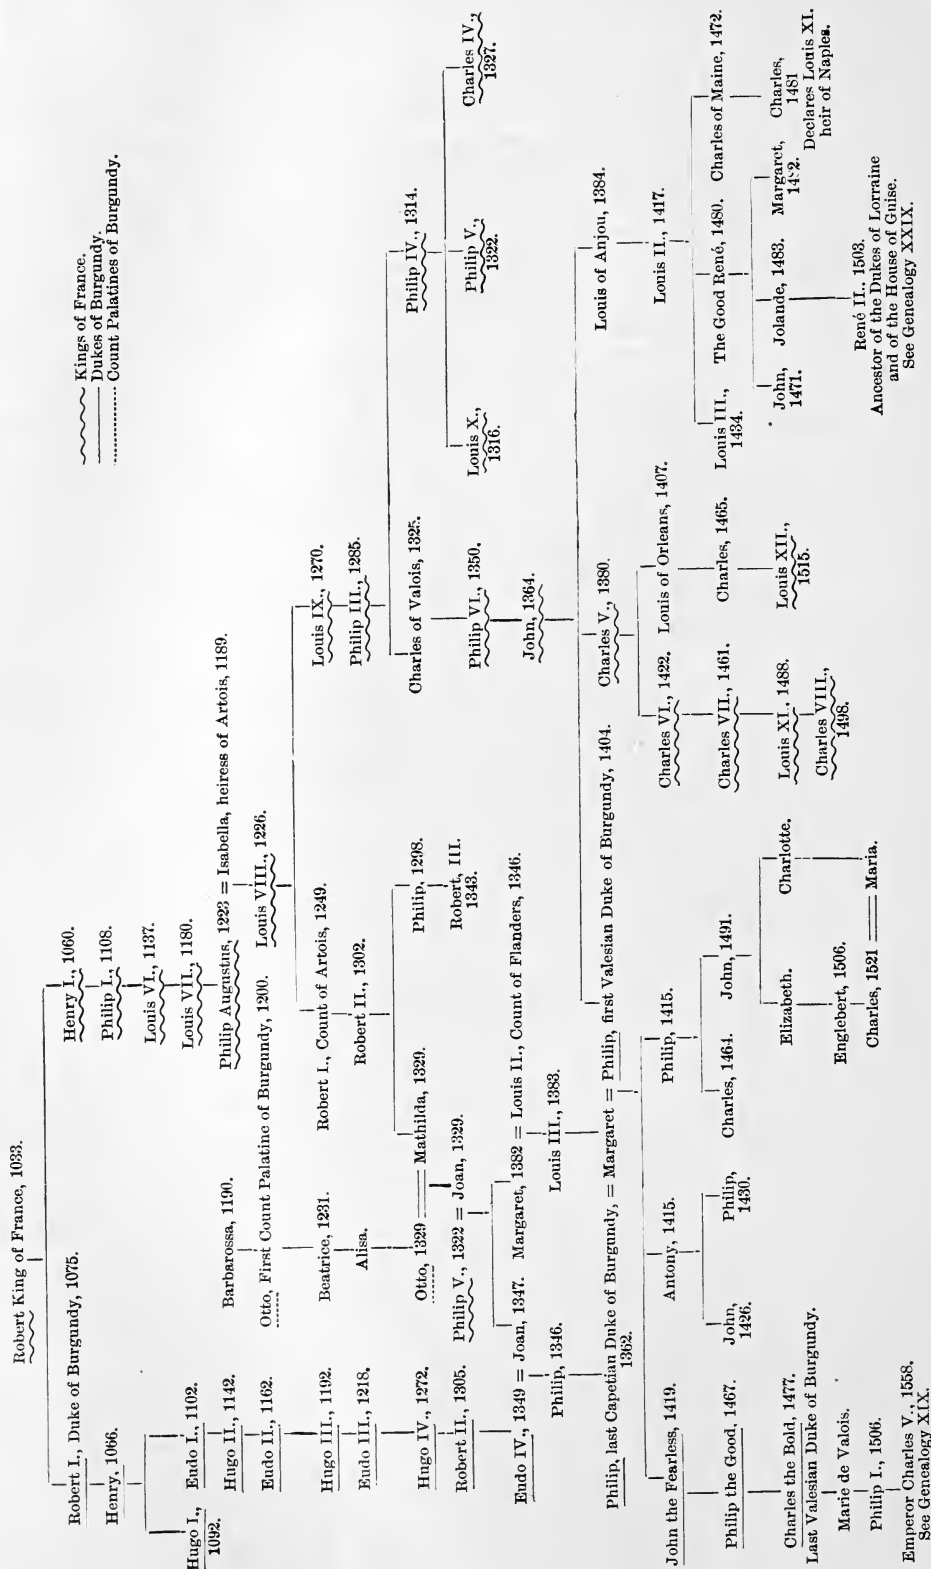 Robert King of France, 1033.
Kings of France.
Dukes of Burgundy.
Count Palatines of Burgundy.
Robert I., Duke of Burgundy, 1075.
Henry I., 1060.
Henry, 1066.
Philip I., 1108.
Hugo I.,
1092.
Eudo I., 1102.
Louis VI., 1137.
Hugo II., 1142.
Barbarossa, 1190.
Louis VII., 1180.
Eudo II., 1162.
Otto, First Count Palatine of Burgundy, 1200.
Philip Augustus, 1223 = Isabella, heiress of Artois, 1189.
Louis VIII., 1226.
Hugo III., 1192.
Beatrice, 1231.
Robert I., Count of Artois, 1249.
Louis IX., 1270.
Eudo III., 1218.
Alisa.
Robert II., 1302.
Philip III., 1285.
Hugo IV., 1272.
Otto, 1329 = Mathilda, 1329.
Philip, 1298.
Charles of Valois, 1325.
Philip IV., 1314.
Robert II., 1305.
Philip V., 1322 = Joan, 1329.
Robert, III.
1343.
Philip VI., 1350.
Louis X.,
1316.
Philip V.,
1322.
Charles IV.,
1327.
Eudo IV., 1349 = Joan, 1347.
Margaret, 1382 = Louis II., Count of Flanders, 1346.
John, 1364.
Philip, 1346.
Louis III., 1383.
Philip, last Capetian Duke of Burgundy, = Margaret = Philip, first Valesian Duke of Burgundy, 1404.
1362.
Charles V., 1380.
Louis of Anjou, 1384.
John the Fearless, 1419.
Antony, 1415.
Philip, 1415.
Charles VI., 1422.
Louis of Orleans, 1407.
Louis II., 1417.
Philip the Good, 1467.
John,
1426.
Philip,
1430.
Charles, 1464.
John, 1491.
Charles VII., 1461.
Charles, 1465.
Louis III.,
1434.
The Good René, 1480.
Charles of Maine, 1472.
Charles the Bold, 1477.
Last Valesian Duke of Burgundy.
Elizabeth.
Charlotte.
Louis XI., 1488.
Louis XII.,
1515.
John,
1471.
Jolande, 1483.
Margaret,
Charles,
1481
Declares Louis XI.
heir of Naples.
Marie de Valois.
Englebert, 1506.
Charles VIII.,
1498.
Philip I., 1506.
Charles, 1521 = Maria.
René II., 1503.
Ancestor of the Dukes of Lorraine
and of the House of Guise.
See Genealogy XXIX.
Emperor Charles V., 1558.
See Genealogy XIX.